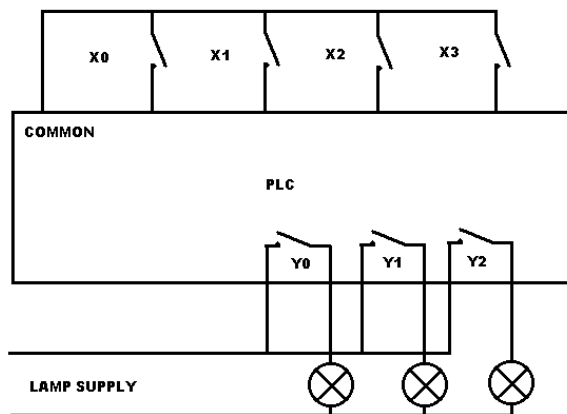 X0 X1 X2 X3
COMMON
PLC
Y0 Y1 Y2
LAMP SUPPLY